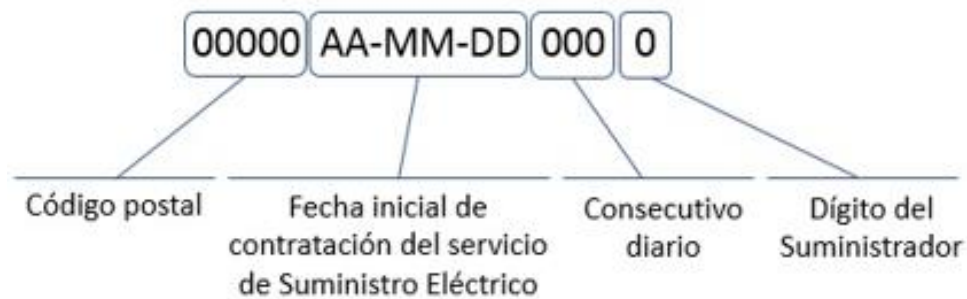 00000 AA-MM-DD 000 0
Código postal
Fecha inicial de
contratación del servicio
de Suministro Eléctrico
Consecutivo
diario
Dígito del
Suministrador